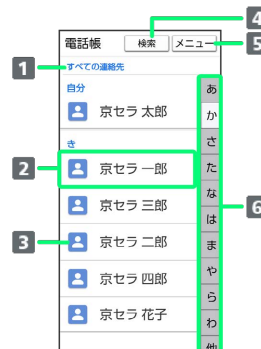 4
電話帳 検索 メニュー 5
1 すべての連絡先
自分
京セラ 太郎
き
2 京セラ 一郎
京セラ 三郎
3 京セラ 二郎
京セラ 四郎
京セラ 花子
あ
か
さ
た
な
は
ま
や
ら
わ
他
6